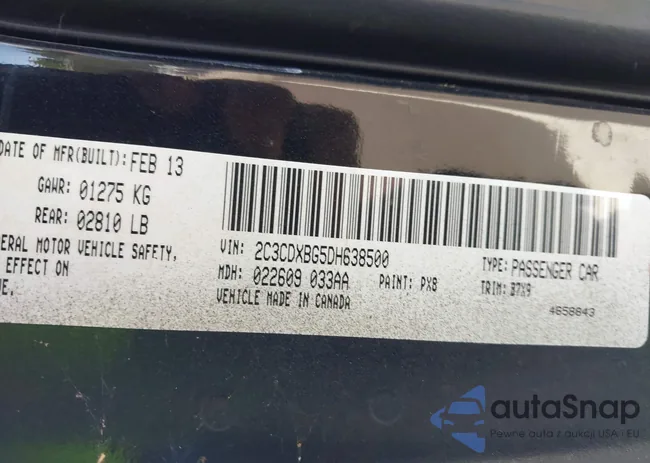 DATE OF MFR(BUILT): FEB 13
GAWR: 01275 KG
REAR: 02810 LB
ERAL MOTOR VEHICLE SAFETY,
EFFECT ON
VIN: 2C3CDXBG5DH638500
TYPE: PASSENGER CAR
MDH: 022609 033AA
PAINT: PX8
TRIM: B7X9
VEHICLE MADE IN CANADA
4658643
autaSnap
Pewne auta z aukcji USA i EU